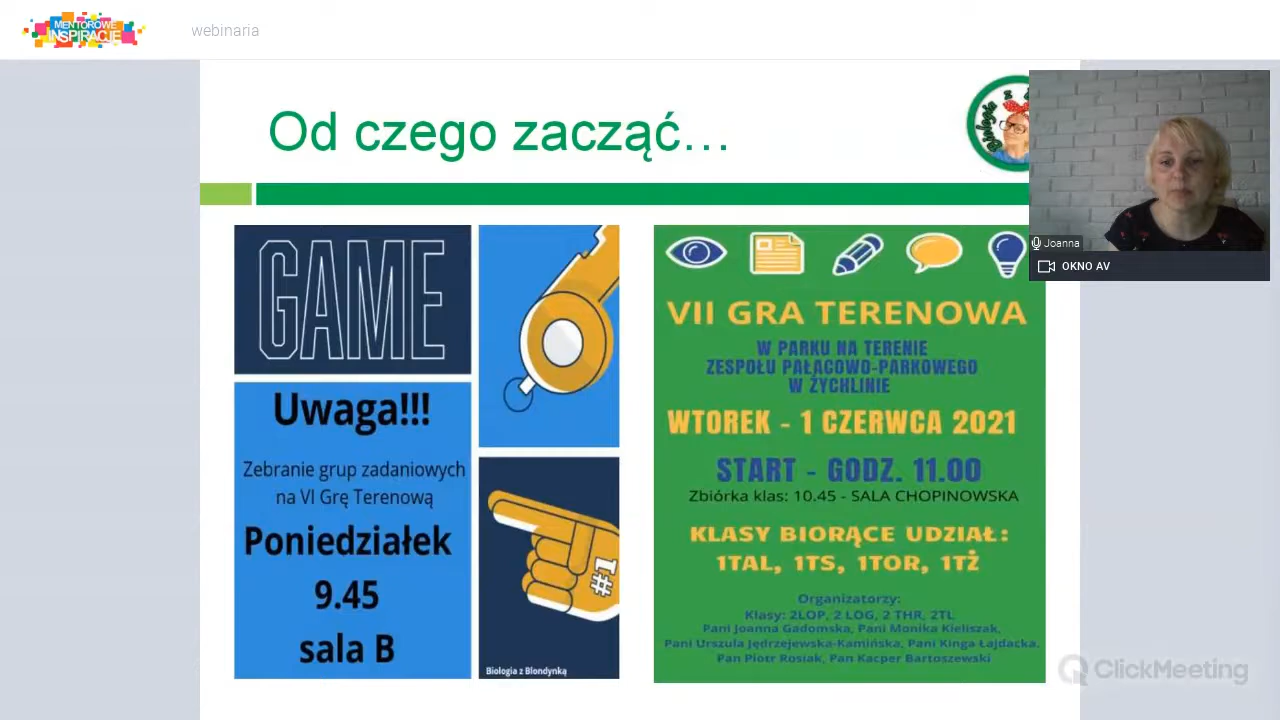 MENTOROWE
INSPIRACJE
webinaria
Od czego zacząć...
Biologia z
Joanna
OKNO AV
GAME
Uwaga!!!
Zebranie grup zadaniowych
na VI Grę Terenową
Poniedziałek
9.45
sala B
#1
Biologia z Blondynką
VII GRA TERENOWA
W PARKU NA TERENIE
ZESPOŁU PAŁACOWO-PARKOWEGO
W ŻYCHLINIE
WTOREK - 1 CZERWCA 2021
START - GODZ. 11.00
Zbiórka klas: 10.45 - SALA CHOPINOWSKA
KLASY BIORĄCE UDZIAŁ:
1TAL, 1TS, 1TOR, 1TŻ
Organizatorzy:
Klasy: 2LOP, 2 LOG, 2 THR, 2TL
Pani Joanna Gadomska, Pani Monika Kieliszak,
Pani Urszula Jędrzejewska-Kamińska, Pani Kinga Łajdacka,
Pan Piotr Rosiak, Pan Kacper Bartoszewski
ClickMeeting